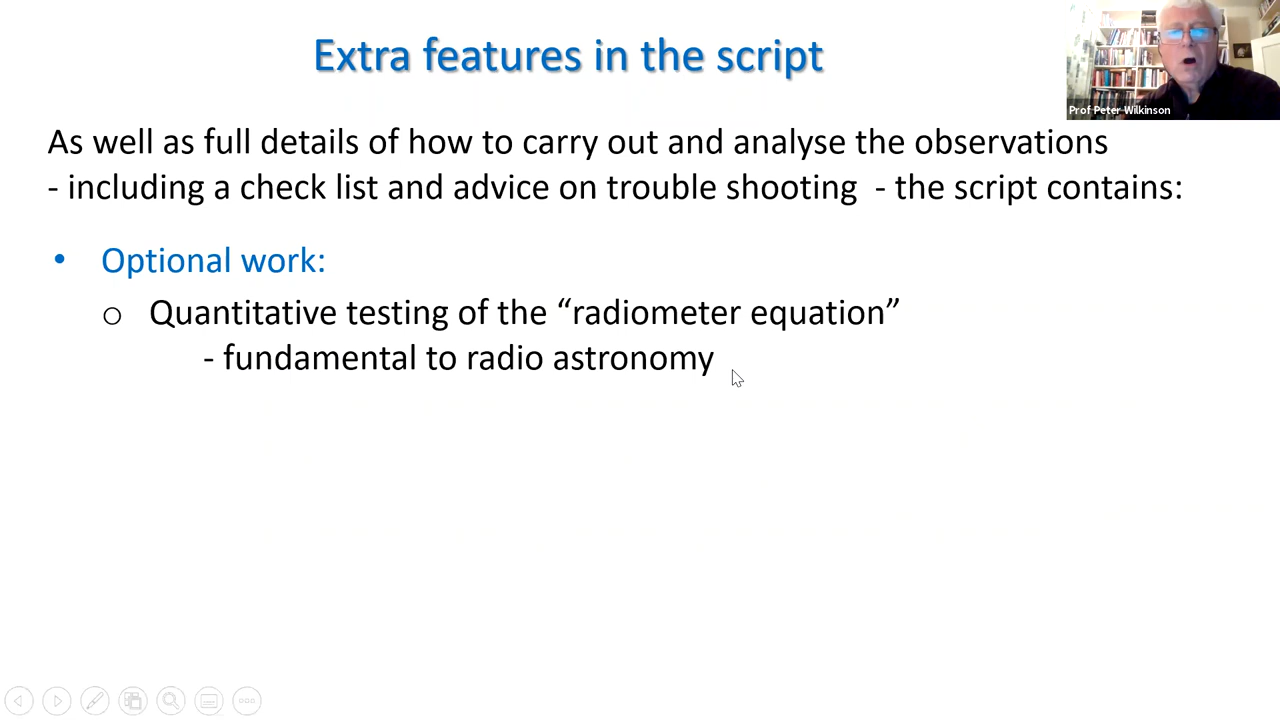 Extra features in the script
Prof Peter Wilkinson
As well as full details of how to carry out and analyse the observations
- including a check list and advice on trouble shooting - the script contains:
• Optional work:
o Quantitative testing of the “radiometer equation”
- fundamental to radio astronomy